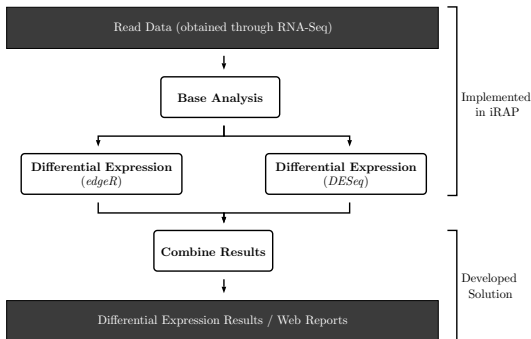 Read Data (obtained through RNA-Seq)
Base Analysis
Implemented
in iRAP
Differential Expression
(edgeR)
Differential Expression
(DESeq)
Combine Results
Developed
Solution
Differential Expression Results / Web Reports